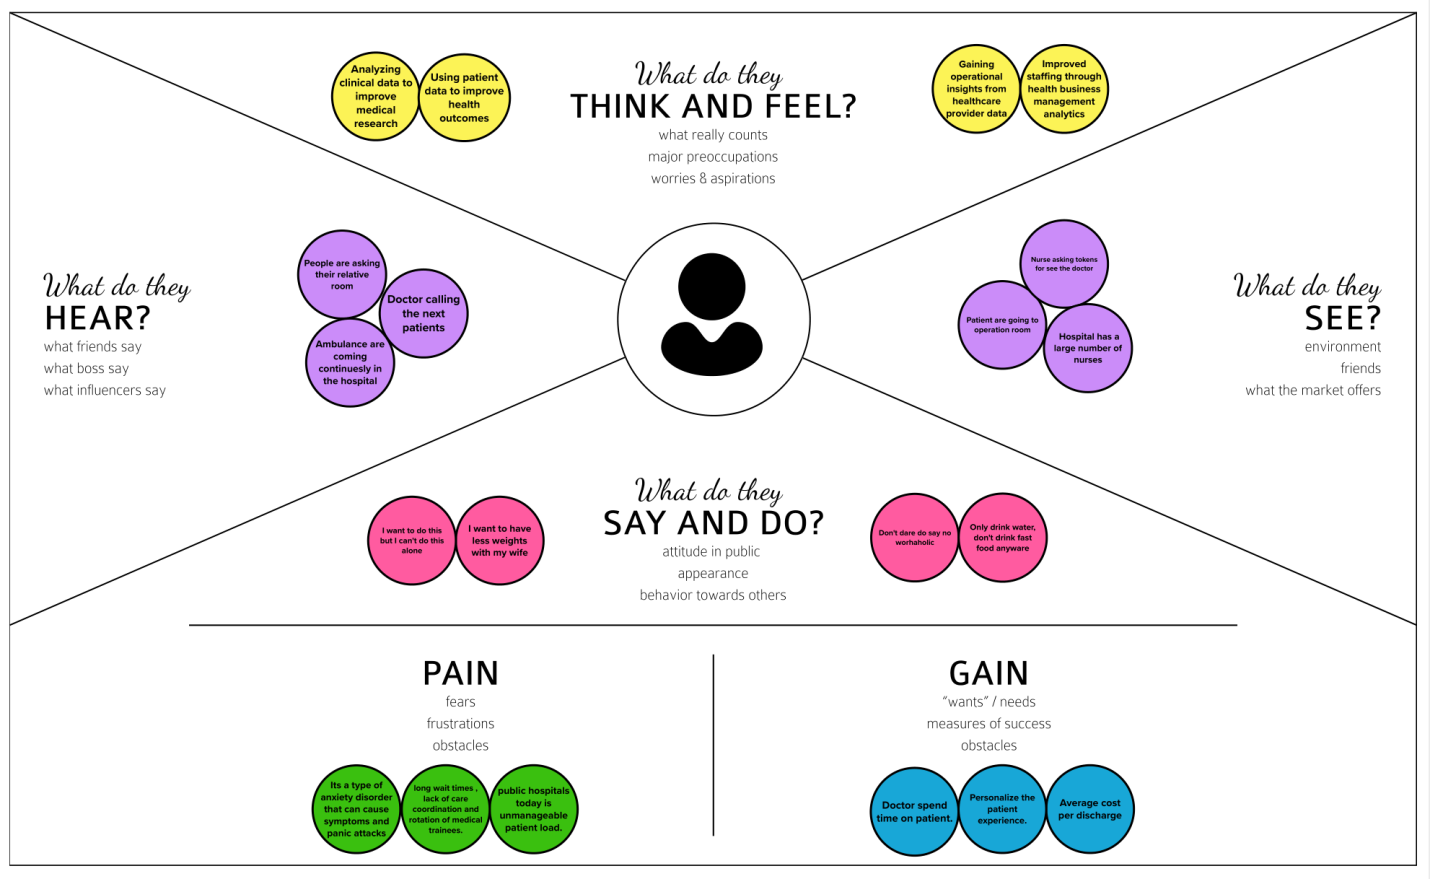 Analyzing
clinical data to
improve
medical
research
Using patient
data to improve
health
outcomes
What do they
THINK AND FEEL?
what really counts
major preoccupations
worries & aspirations
Gaining
operational
insights from
healthcare
provider data
Improved
staffing through
health business
management
analytics
What do they
HEAR?
what friends say
what boss say
what influencers say
People are asking
their relative
room
Doctor calling
the next
patients
Ambulance are
coming
continuesly in
the hospital
Nurse asking tokens
for see the doctor
Patient are going to
operation room
Hospital has a
large number of
nurses
What do they
SEE?
environment
friends
what the market offers
I want to do this
but I can't do this
alone
I want to have
less weights
with my wife
What do they
SAY AND DO?
attitude in public
appearance
behavior towards others
Don't dare do say no
worhaholic
Only drink water,
don't drink fast
food anyware
PAIN
fears
frustrations
obstacles
Its a type of
anxiety disorder
that can cause
symptoms and
panic attacks
long wait times ,
lack of care
coordination and
rotation of medical
trainees.
public hospitals
today is
unmanageable
patient load.
GAIN
“wants” / needs
measures of success
obstacles
Doctor spend
time on patient.
Personalize the
patient
experience.
Average cost
per discharge